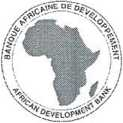 BANQUE AFRICAINE DE DEVELOPPEMENT
AFRICAN DEVELOPMENT BANK